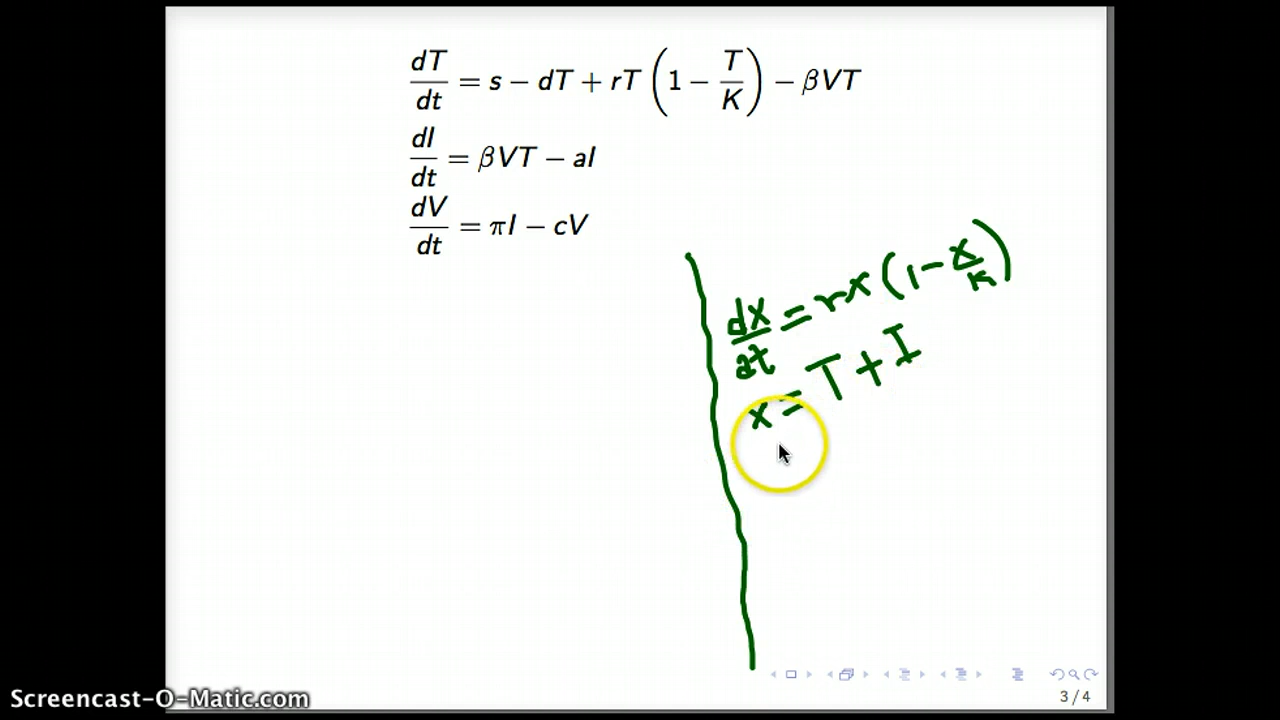 dT/dt = s − dT + rT (1 − T/K) − βVT
dI/dt = βVT − aI
dV/dt = πI − cV
dx/dt = rx (1 − x/K)
x = T + I
3 / 4
Screencast-O-Matic.com